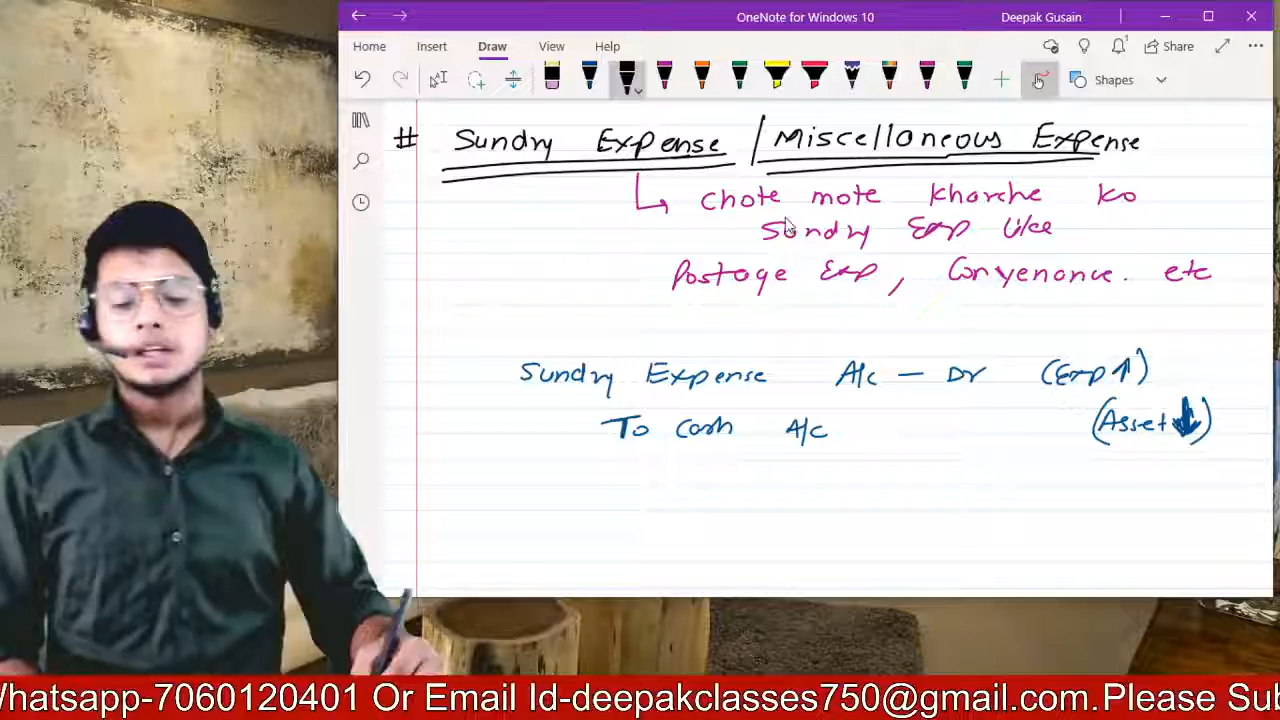 OneNote for Windows 10
Deepak Gusain
Home Insert Draw View Help
Share
Shapes
# Sundry Expense / Miscellaneous Expense
chote mote kharche ko
Sundry Exp like
Postage Exp, Convenance. etc
Sundry Expense A/c — Dr (Exp↑)
To Cash A/c (Asset↓)
Whatsapp-7060120401 Or Email Id-deepakclasses750@gmail.com.Please Sub